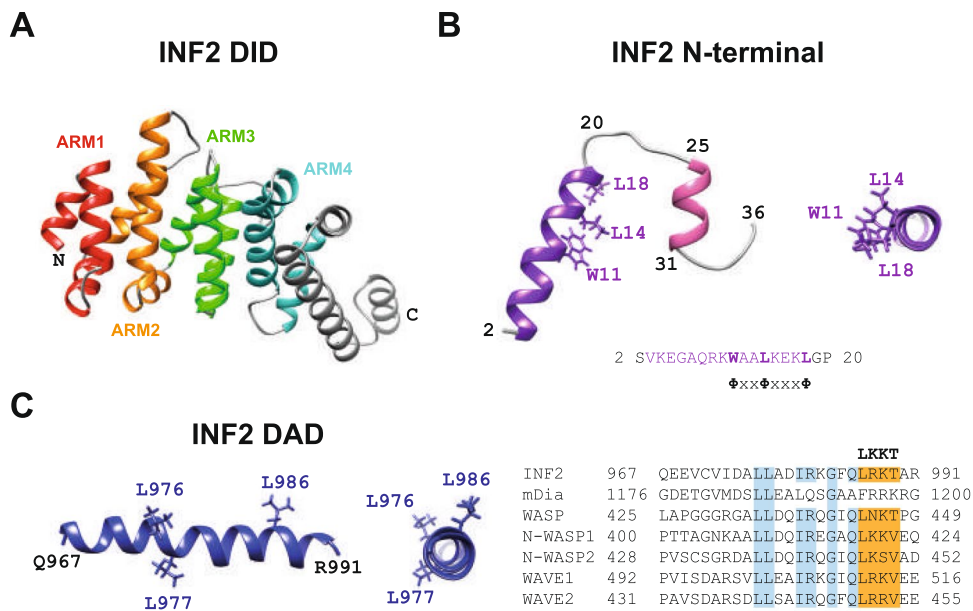 A
INF2 DID
ARM1
ARM2
ARM3
ARM4
N
C
B
INF2 N-terminal
20
25
L18
L14
W11
36
31
2
L14
W11
L18
2 SVKEGAQRKWAALKEKLGP 20
ΦxxΦxxxΦ
C
INF2 DAD
L976
L986
Q967
R991
L977
L986
L976
L977
LKKT
INF2 967 QEEVCVIDALLADIRKGFQLRKTAR 991
mDia 1176 GDETGVMDSLLEALQSGAAFRRKRG 1200
WASP 425 LAPGGGRGALLDQIRQGIQLNKTPG 449
N-WASP1 400 PTTAGNKAALLDQIREGAQLKKVEQ 424
N-WASP2 428 PVSCSGRDALLDQIRQGIQLKSVAD 452
WAVE1 492 PVISDARSVLLEAIRKGIQLRKVEE 516
WAVE2 431 PAVSDARSDLLSAIRQGFQLRRVEE 455